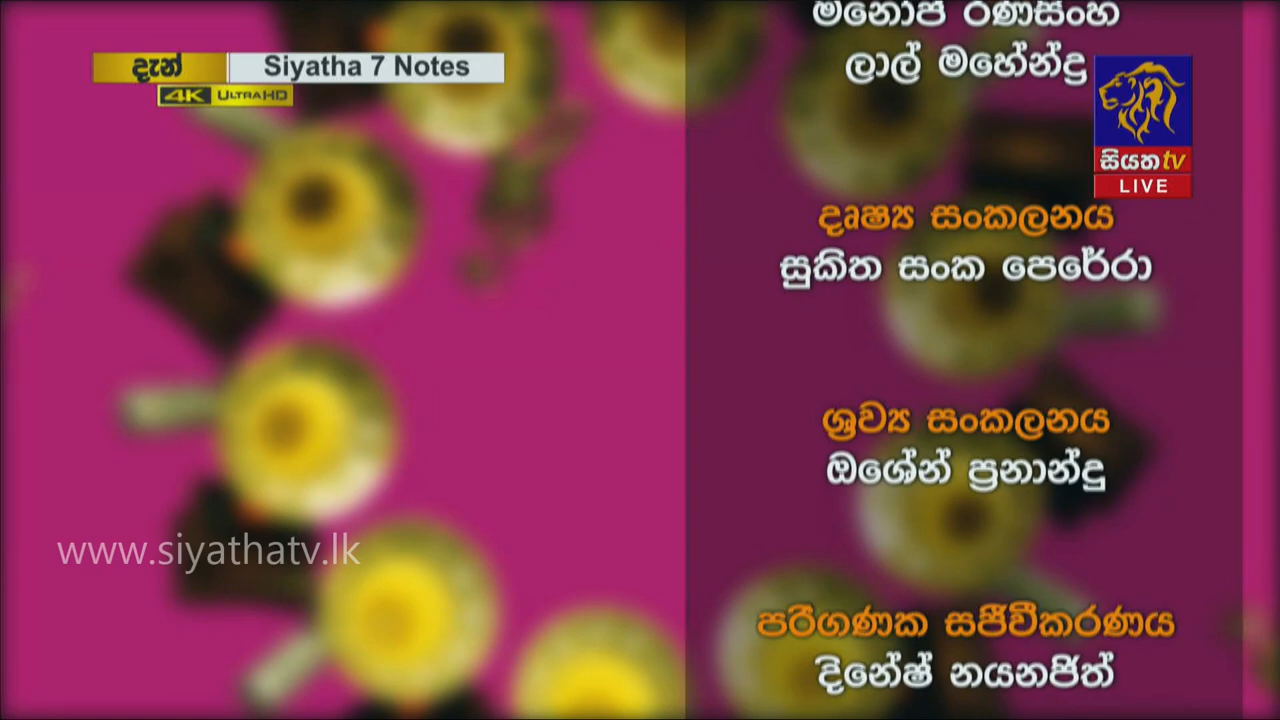 දැන් Siyatha 7 Notes
4K ULTRA HD
www.siyathatv.lk
මනෝජ් රණසිංහ
ලාල් මහේන්ද්‍ර
සියත tv
LIVE
දෘෂ්‍ය සංකලනය
සුකිත සංක පෙරේරා
ශ්‍රව්‍ය සංකලනය
ඔශේන් ප්‍රනාන්දු
පරිගණක සජීවීකරණය
දිනේෂ් නයනජිත්